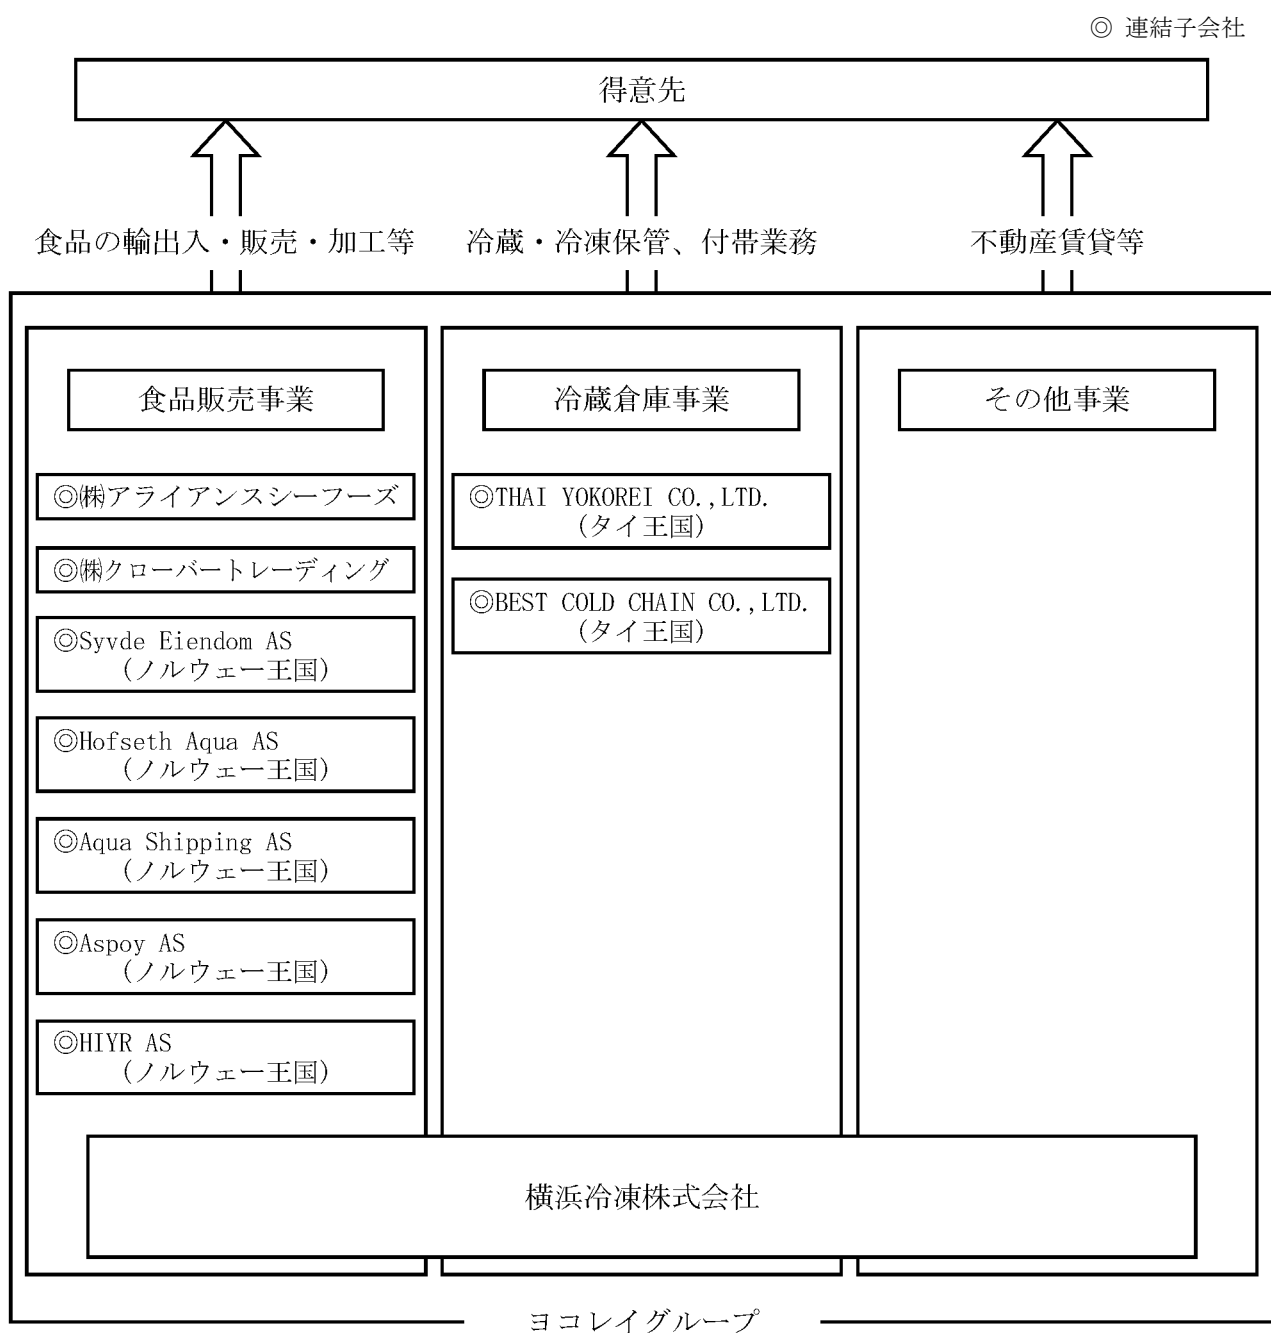 ◎ 連結子会社
得意先
食品の輸出入・販売・加工等
冷蔵・冷凍保管、付帯業務
不動産賃貸等
食品販売事業
冷蔵倉庫事業
その他事業
◎㈱アライアンスシーフーズ
◎㈱クローバートレーディング
◎Syvde Eiendom AS
(ノルウェー王国)
◎Hofseth Aqua AS
(ノルウェー王国)
◎Aqua Shipping AS
(ノルウェー王国)
◎Aspoy AS
(ノルウェー王国)
◎HIYR AS
(ノルウェー王国)
◎THAI YOKOREI CO.,LTD.
(タイ王国)
◎BEST COLD CHAIN CO.,LTD.
(タイ王国)
横浜冷凍株式会社
ヨコレイグループ